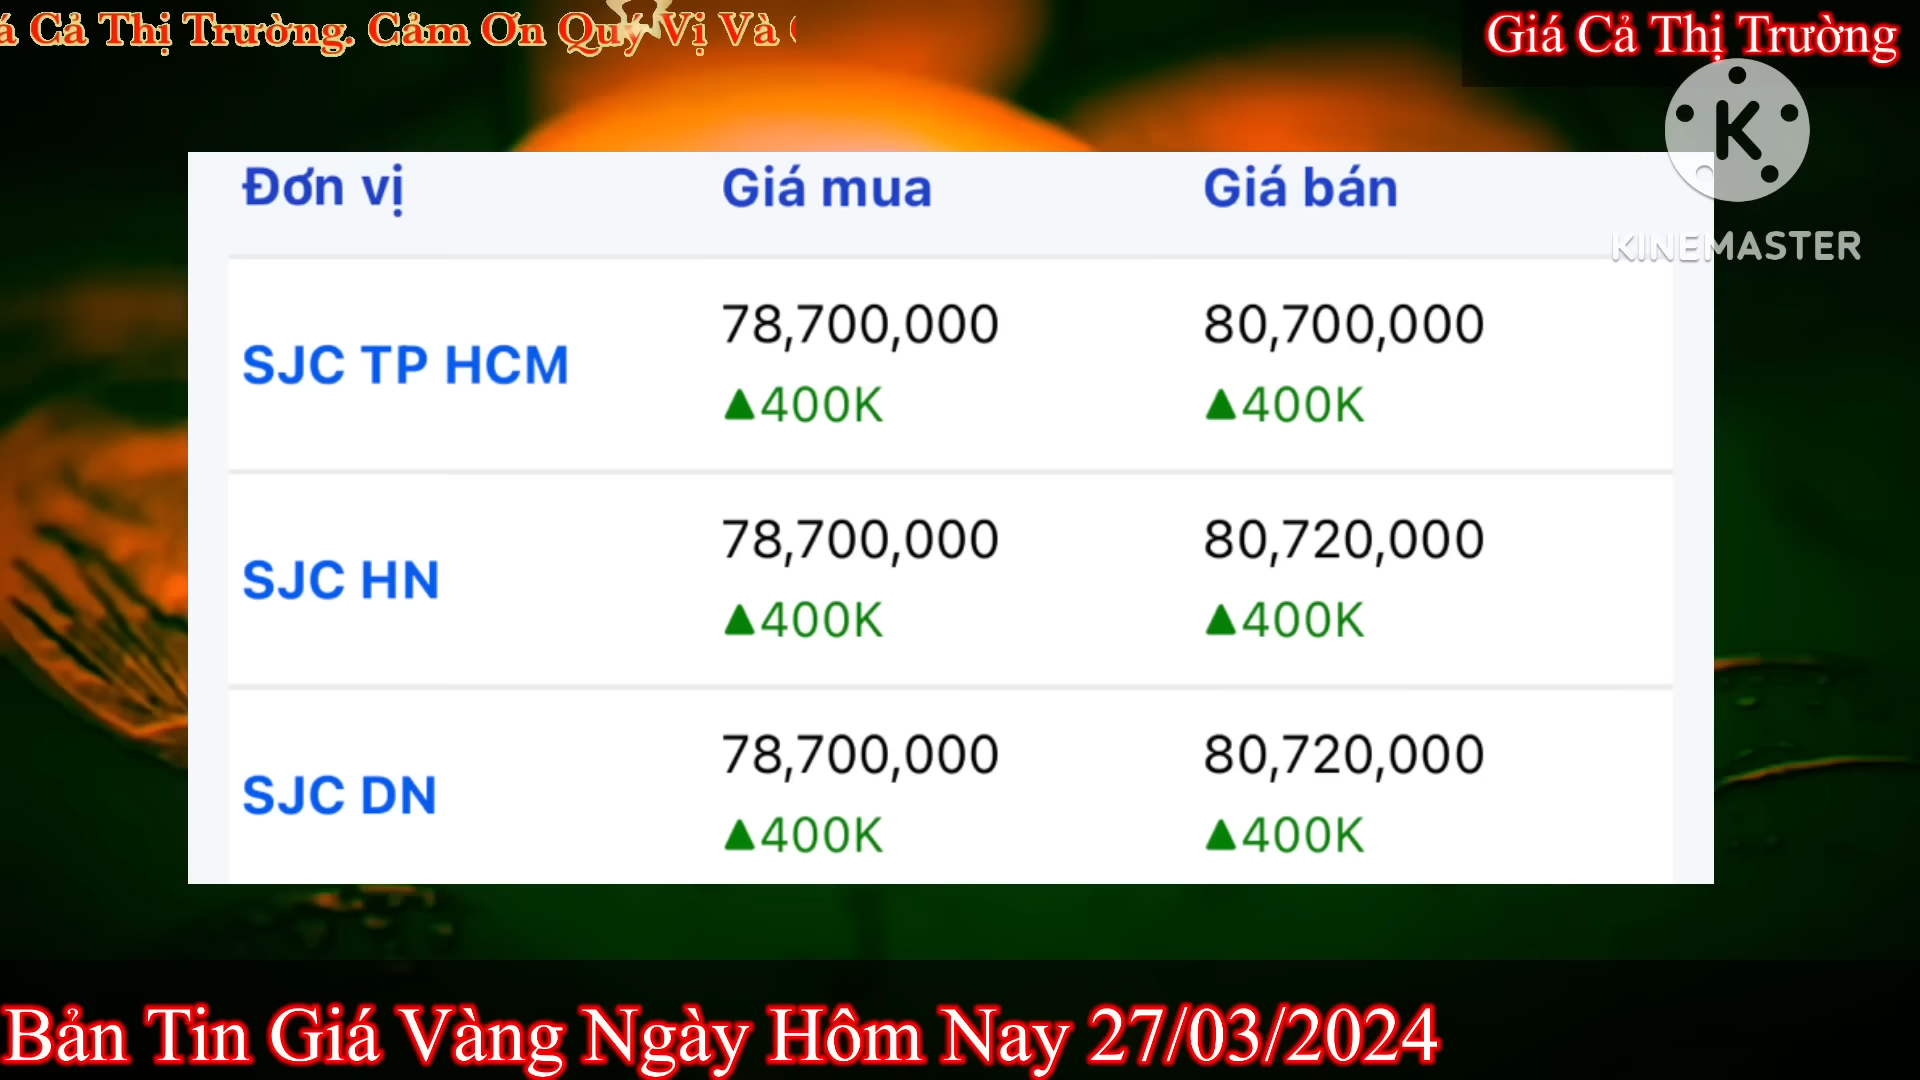 á Cả Thị Trường. Cảm Ơn Quý Vị Và
Giá Cả Thị Trường
K
KINEMASTER
Đơn vị Giá mua Giá bán
78,700,000 80,700,000
SJC TP HCM
▲400K ▲400K
78,700,000 80,720,000
SJC HN
▲400K ▲400K
78,700,000 80,720,000
SJC DN
▲400K ▲400K
Bản Tin Giá Vàng Ngày Hôm Nay 27/03/2024